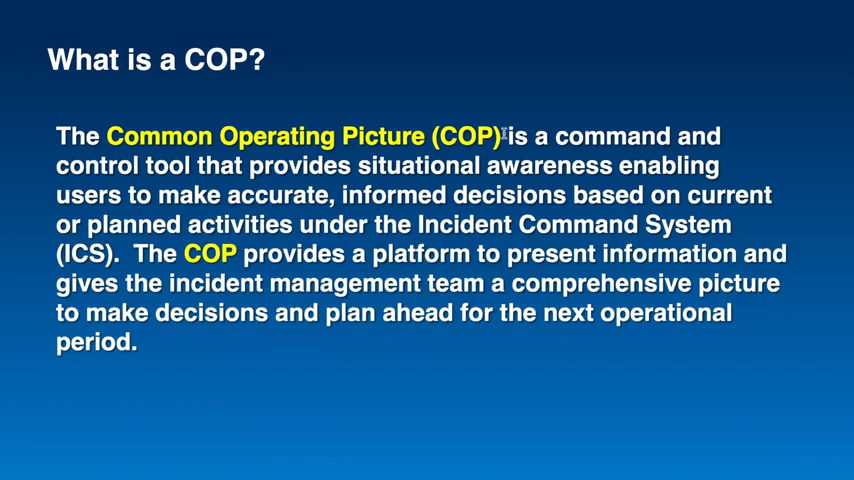 What is a COP?
The Common Operating Picture (COP) is a command and
control tool that provides situational awareness enabling
users to make accurate, informed decisions based on current
or planned activities under the Incident Command System
(ICS).  The COP provides a platform to present information and
gives the incident management team a comprehensive picture
to make decisions and plan ahead for the next operational
period.